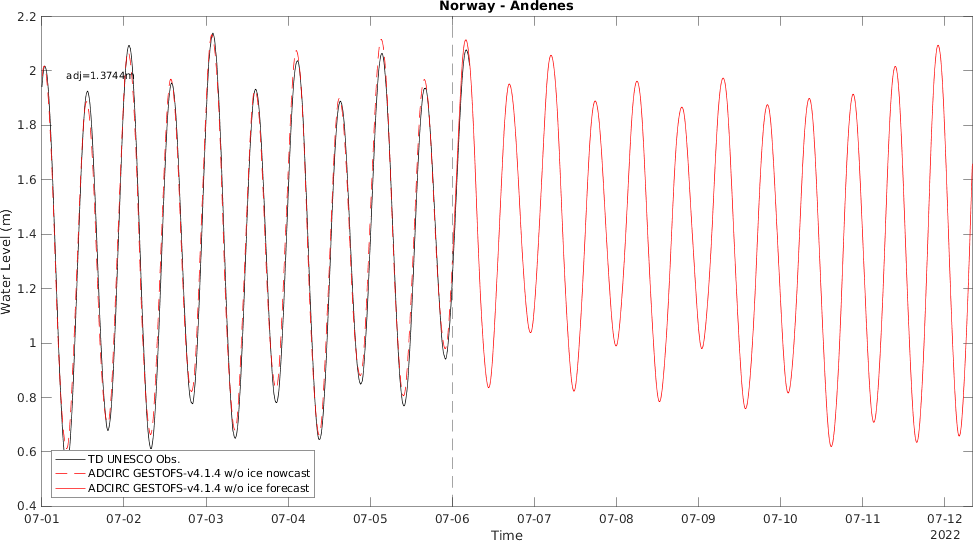 Norway - Andenes
2.2
2
1.8
1.6
1.4
1.2
1
0.8
0.6
0.4
Water Level (m)
adj=1.3744m
TD UNESCO Obs.
ADCIRC GESTOFS-v4.1.4 w/o ice nowcast
ADCIRC GESTOFS-v4.1.4 w/o ice forecast
07-01 07-02 07-03 07-04 07-05 07-06 07-07 07-08 07-09 07-10 07-11 07-12
2022
Time